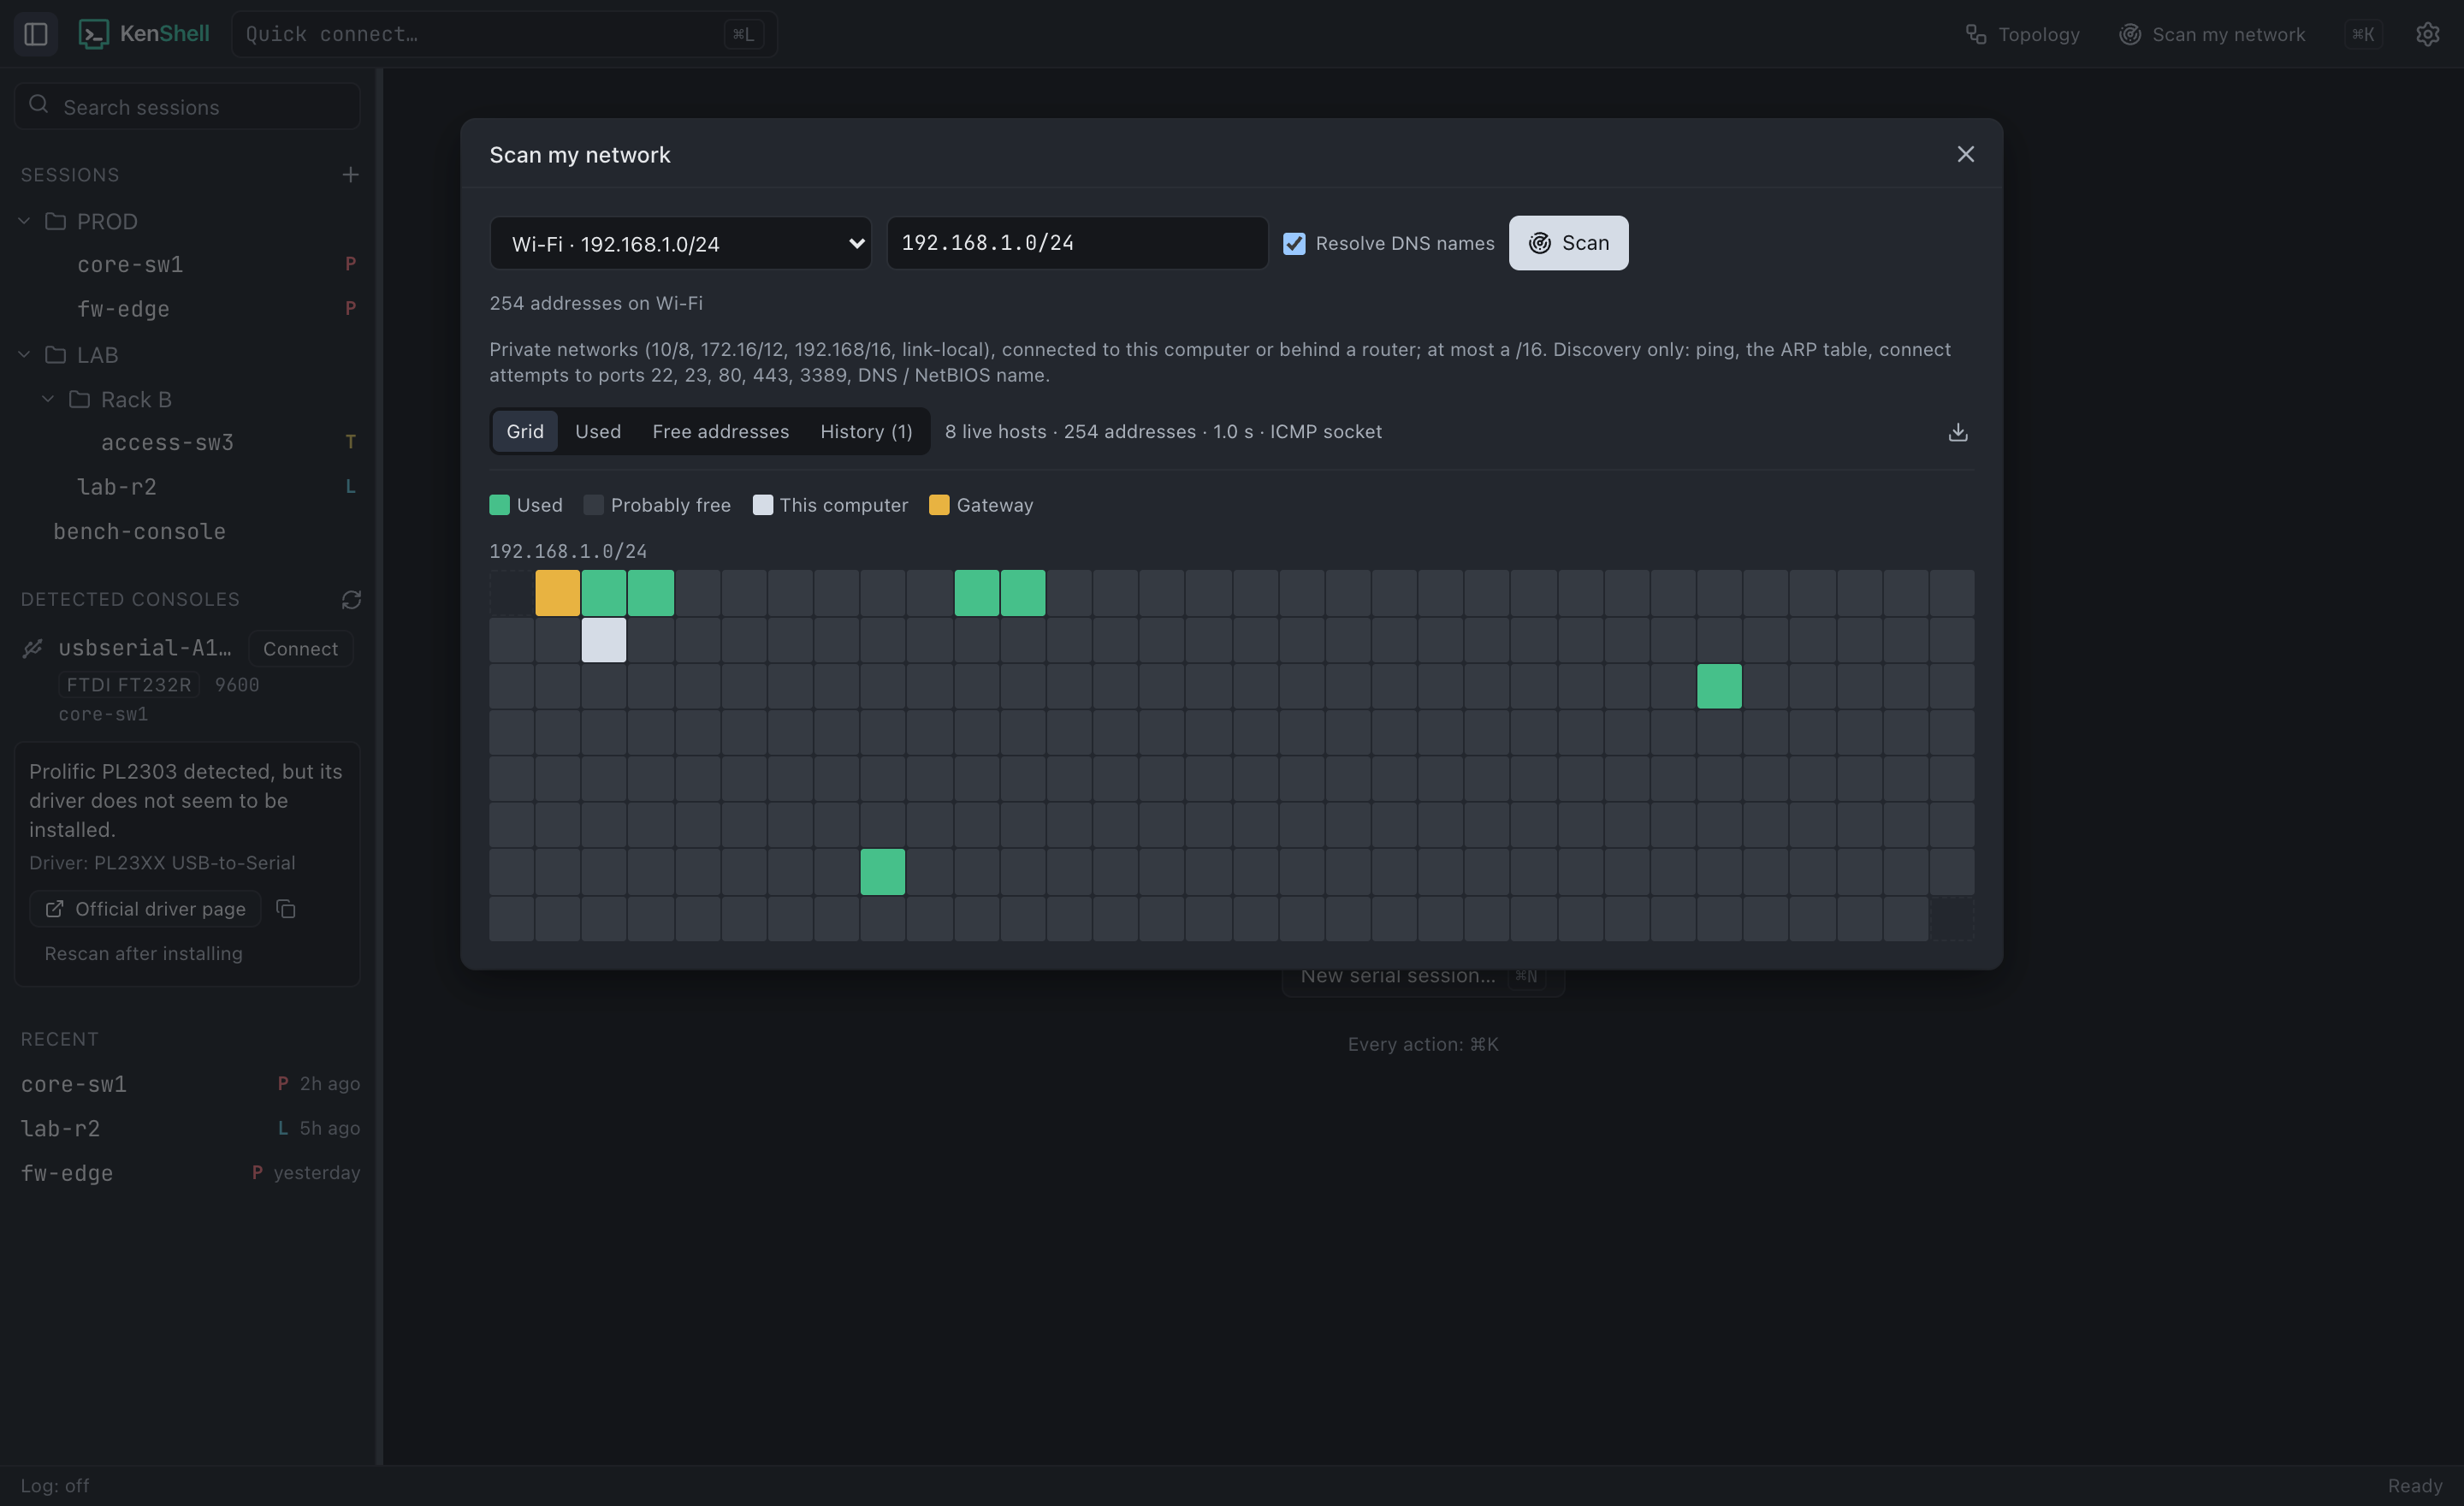 KenShell
Quick connect…
⌘L
Topology
Scan my network
⌘K
Search sessions
SESSIONS
PROD
core-sw1 P
fw-edge P
LAB
Rack B
access-sw3 T
lab-r2 L
bench-console
DETECTED CONSOLES
usbserial-A1… Connect
FTDI FT232R 9600
core-sw1
Prolific PL2303 detected, but its
driver does not seem to be
installed.
Driver: PL23XX USB-to-Serial
Official driver page
Rescan after installing
RECENT
core-sw1 P 2h ago
lab-r2 L 5h ago
fw-edge P yesterday
Scan my network
Wi-Fi · 192.168.1.0/24
192.168.1.0/24
Resolve DNS names
Scan
254 addresses on Wi-Fi
Private networks (10/8, 172.16/12, 192.168/16, link-local), connected to this computer or behind a router; at most a /16. Discovery only: ping, the ARP table, connect
attempts to ports 22, 23, 80, 443, 3389, DNS / NetBIOS name.
Grid Used Free addresses History (1) 8 live hosts · 254 addresses · 1.0 s · ICMP socket
Used Probably free This computer Gateway
192.168.1.0/24
New serial session… ⌘N
Every action: ⌘K
Log: off
Ready